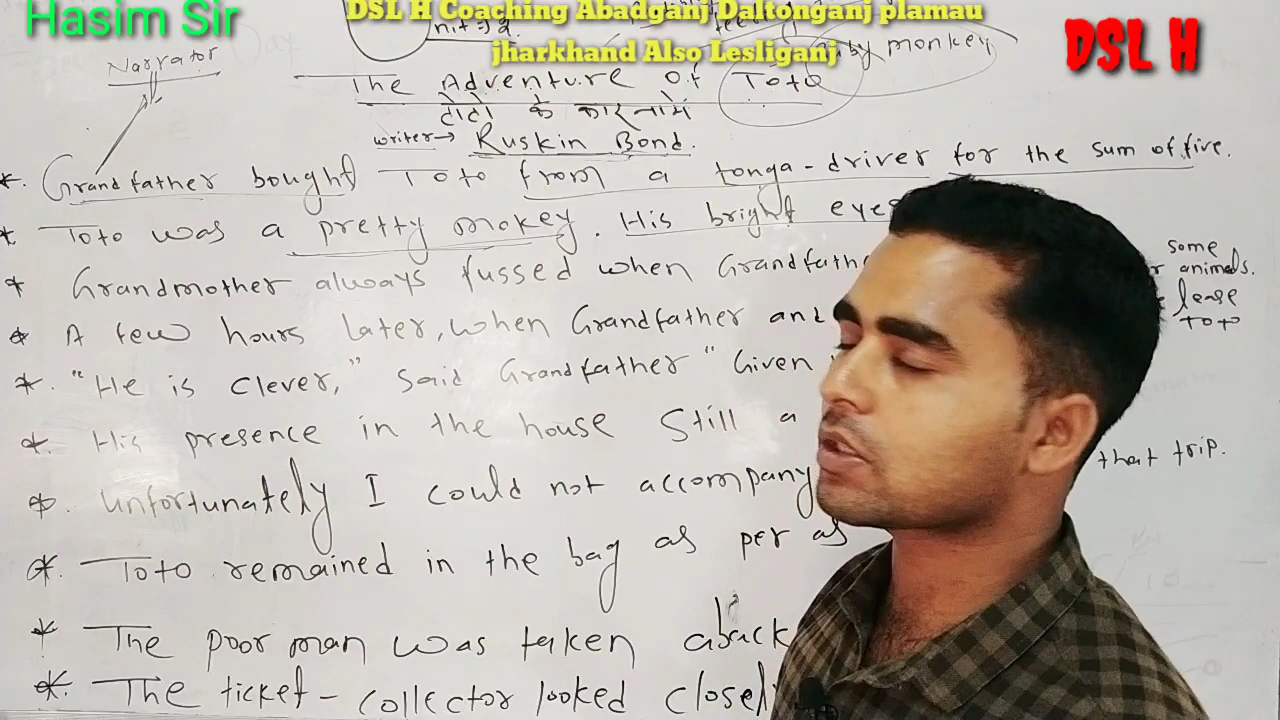 Hasim Sir
DSL H Coaching Abadganj Daltonganj plamau
jharkhand Also Lesliganj
DSL H
Narrator
monkey
The Adventure of Toto
टोटो के कारनामे
writer→ Ruskin Bond.
*. Grandfather bought Toto from a tonga-driver for the sum of five.
* Toto was a pretty mokey. His bright eyes
* Grandmother always fussed when Grandfathe
some
animals.
* A few hours later, when Grandfather and
lease
toto
*. "He is clever," said Grandfather "Given
*. His presence in the house still a
that trip.
*. Unfortunately I could not accompany
*. Toto remained in the bag as per as
* The poor man was taken aback
*. The ticket-collector looked closely